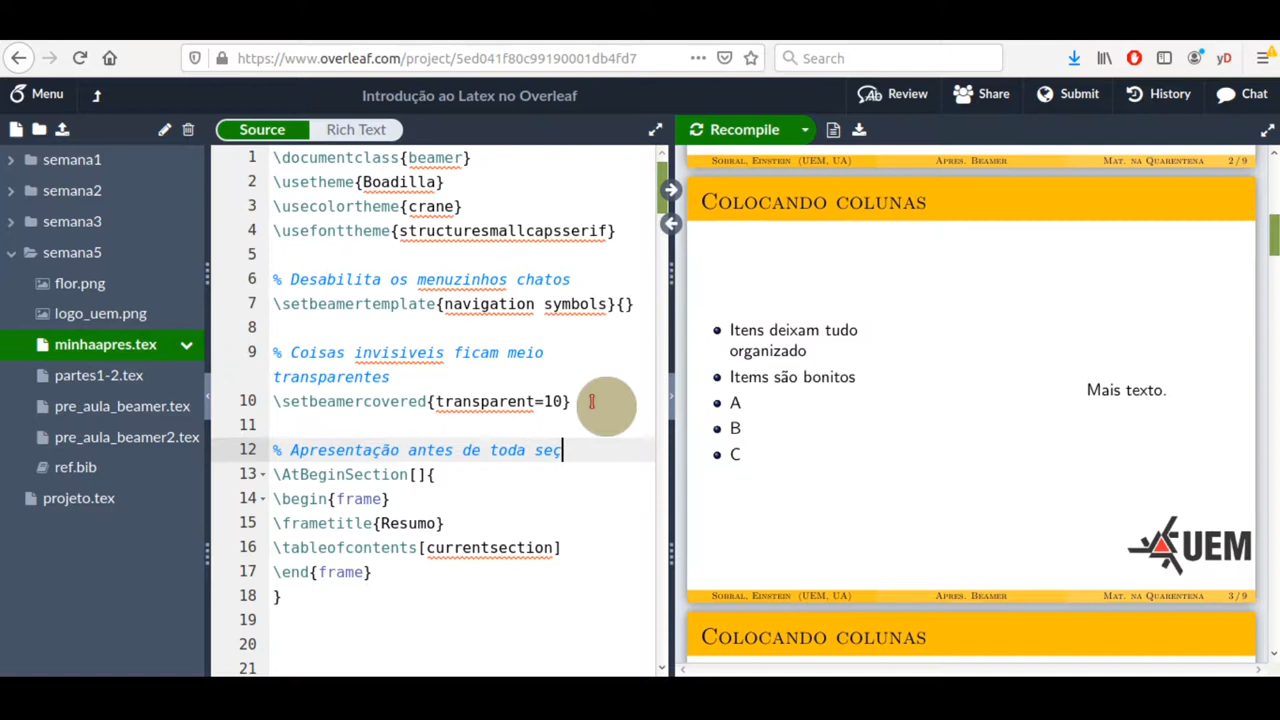 https://www.overleaf.com/project/5ed041f80c99190001db4fd7
Search
yD
Menu
Introdução ao Latex no Overleaf
Review
Share
Submit
History
Chat
Source
Rich Text
Recompile
semana1
semana2
semana3
semana5
flor.png
logo_uem.png
minhaapres.tex
partes1-2.tex
pre_aula_beamer.tex
pre_aula_beamer2.tex
ref.bib
projeto.tex
1 \documentclass{beamer}
2 \usetheme{Boadilla}
3 \usecolortheme{crane}
4 \usefonttheme{structuresmallcapsserif}
5
6 % Desabilita os menuzinhos chatos
7 \setbeamertemplate{navigation symbols}{}
8
9 % Coisas invisiveis ficam meio
transparentes
10 \setbeamercovered{transparent=10}
11
12 % Apresentação antes de toda seç
13 \AtBeginSection[]{
14 \begin{frame}
15 \frametitle{Resumo}
16 \tableofcontents[currentsection]
17 \end{frame}
18 }
19
20
21
Sobral, Einstein (UEM, UA) Apres. Beamer Mat. na Quarentena 2/9
Colocando colunas
Itens deixam tudo
organizado
Items são bonitos
A
B
C
Mais texto.
UEM
Sobral, Einstein (UEM, UA) Apres. Beamer Mat. na Quarentena 3/9
Colocando colunas